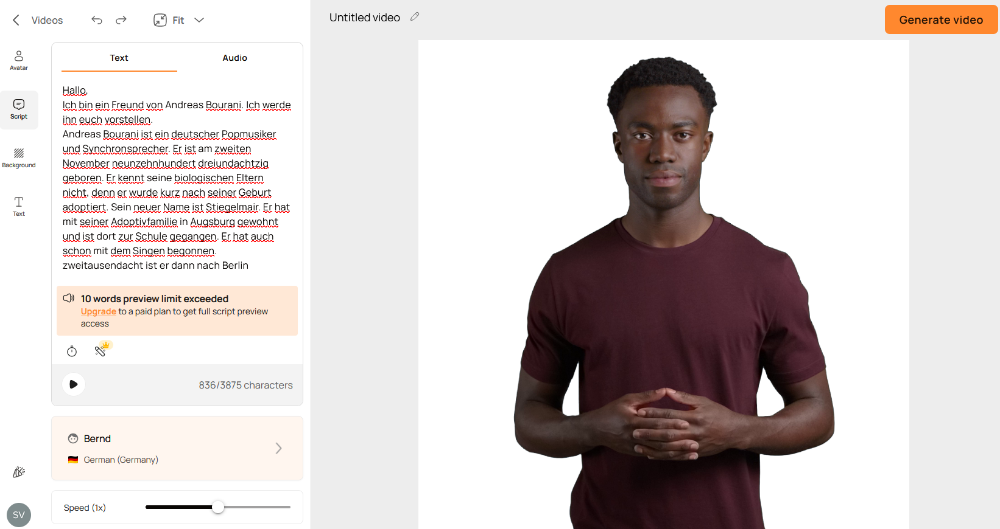 Videos
Fit
Untitled video
Generate video
Avatar
Script
Background
Text
Text
Audio
Hallo,
Ich bin ein Freund von Andreas Bourani. Ich werde
ihn euch vorstellen.
Andreas Bourani ist ein deutscher Popmusiker
und Synchronsprecher. Er ist am zweiten
November neunzehnhundert dreiundachtzig
geboren. Er kennt seine biologischen Eltern
nicht, denn er wurde kurz nach seiner Geburt
adoptiert. Sein neuer Name ist Stiegelmair. Er hat
mit seiner Adoptivfamilie in Augsburg gewohnt
und ist dort zur Schule gegangen. Er hat auch
schon mit dem Singen begonnen.
zweitausendacht ist er dann nach Berlin
10 words preview limit exceeded
Upgrade to a paid plan to get full script preview
access
836/3875 characters
Bernd
German (Germany)
Speed (1x)
SV